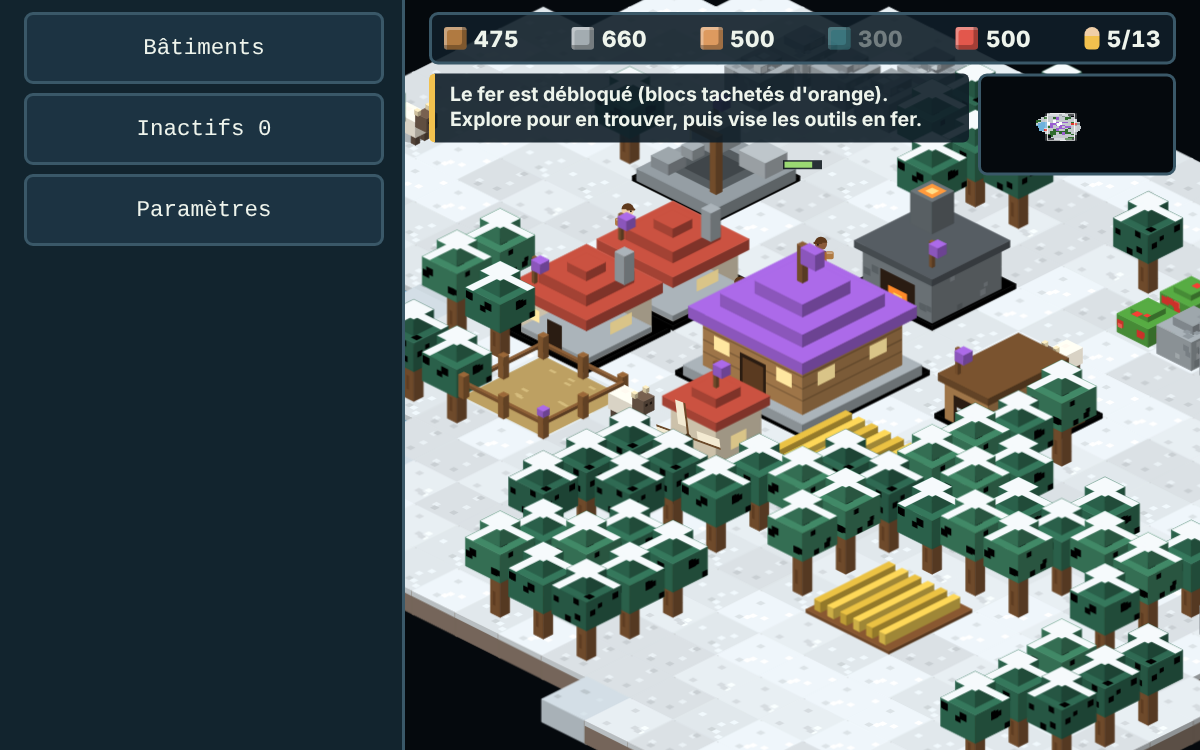 Bâtiments
Inactifs 0
Paramètres
475 660 500 300 500 5/13
Le fer est débloqué (blocs tachetés d'orange).
Explore pour en trouver, puis vise les outils en fer.